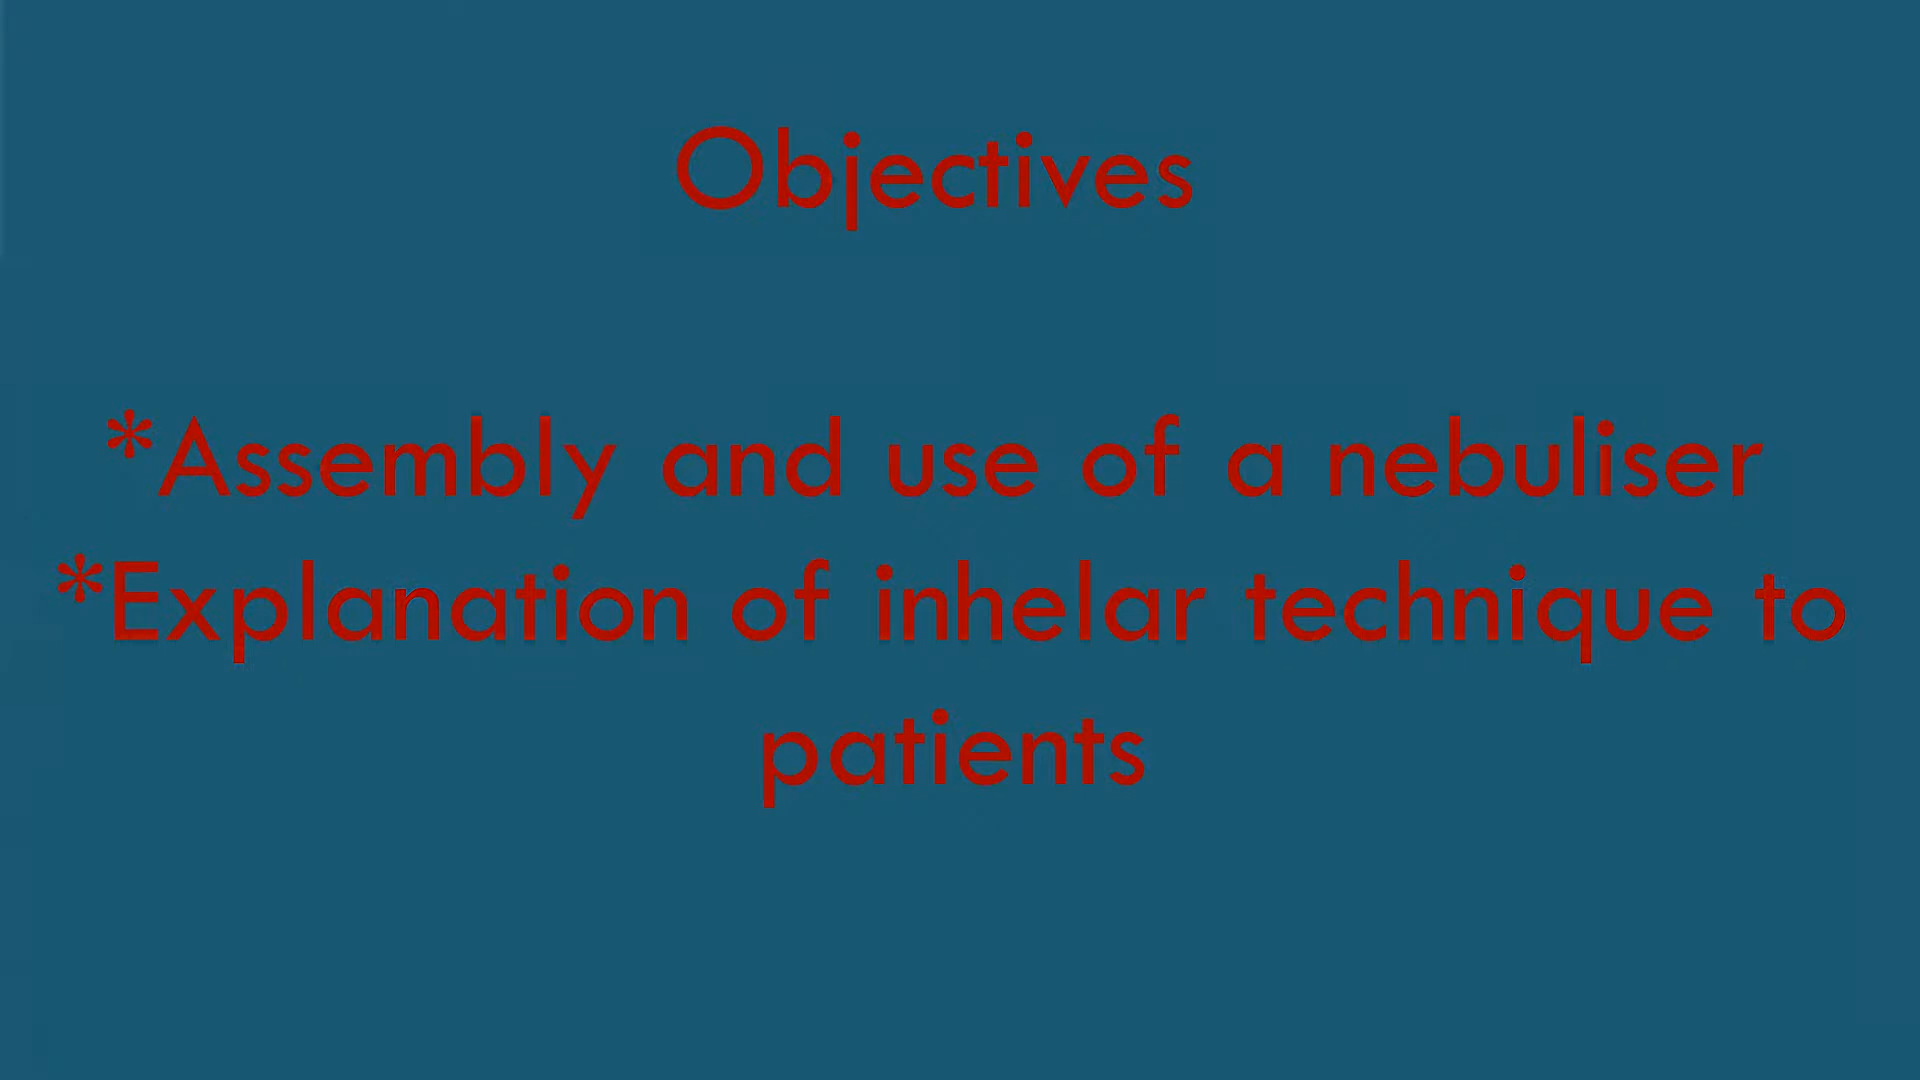 Objectives
*Assembly and use of a nebuliser
*Explanation of inhelar technique to
patients